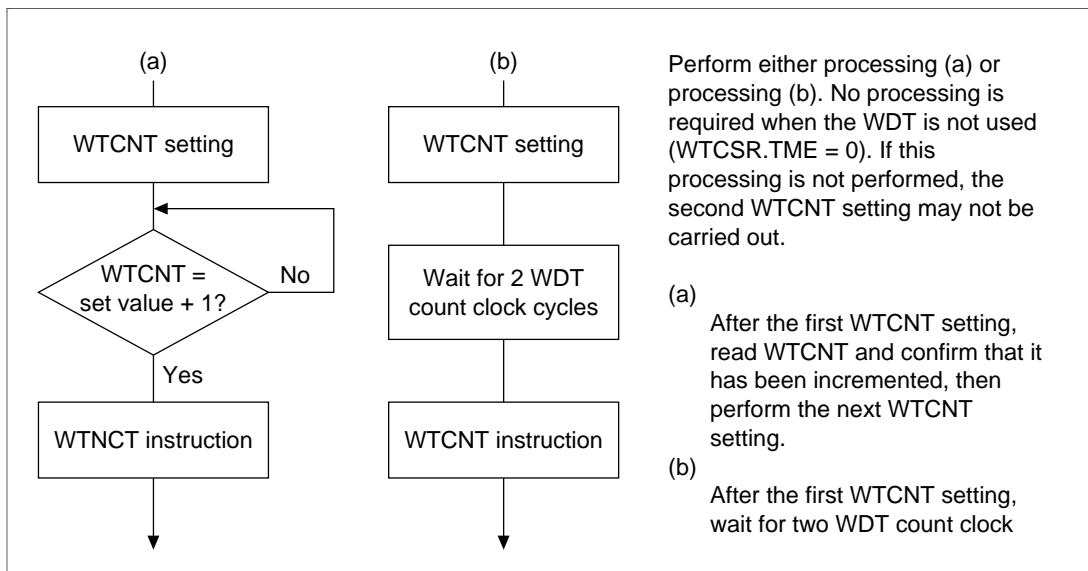 (a)
WTCNT setting
WTCNT =
set value + 1?
No
Yes
WTNCT instruction
(b)
WTCNT setting
Wait for 2 WDT
count clock cycles
WTCNT instruction
Perform either processing (a) or
processing (b). No processing is
required when the WDT is not used
(WTCSR.TME = 0). If this
processing is not performed, the
second WTCNT setting may not be
carried out.
(a)
After the first WTCNT setting,
read WTCNT and confirm that it
has been incremented, then
perform the next WTCNT
setting.
(b)
After the first WTCNT setting,
wait for two WDT count clock